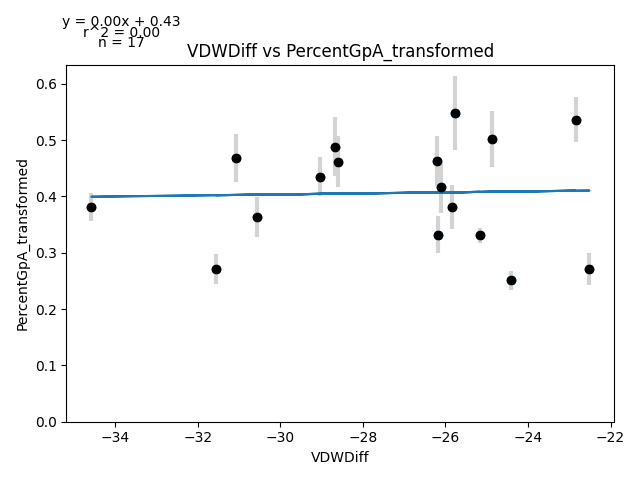 y = 0.00x + 0.43
r^2 = 0.00
n = 17
VDWDiff vs PercentGpA_transformed
0.6
0.5
0.4
0.3
0.2
0.1
0.0
PercentGpA_transformed
−34 −32 −30 −28 −26 −24 −22
VDWDiff